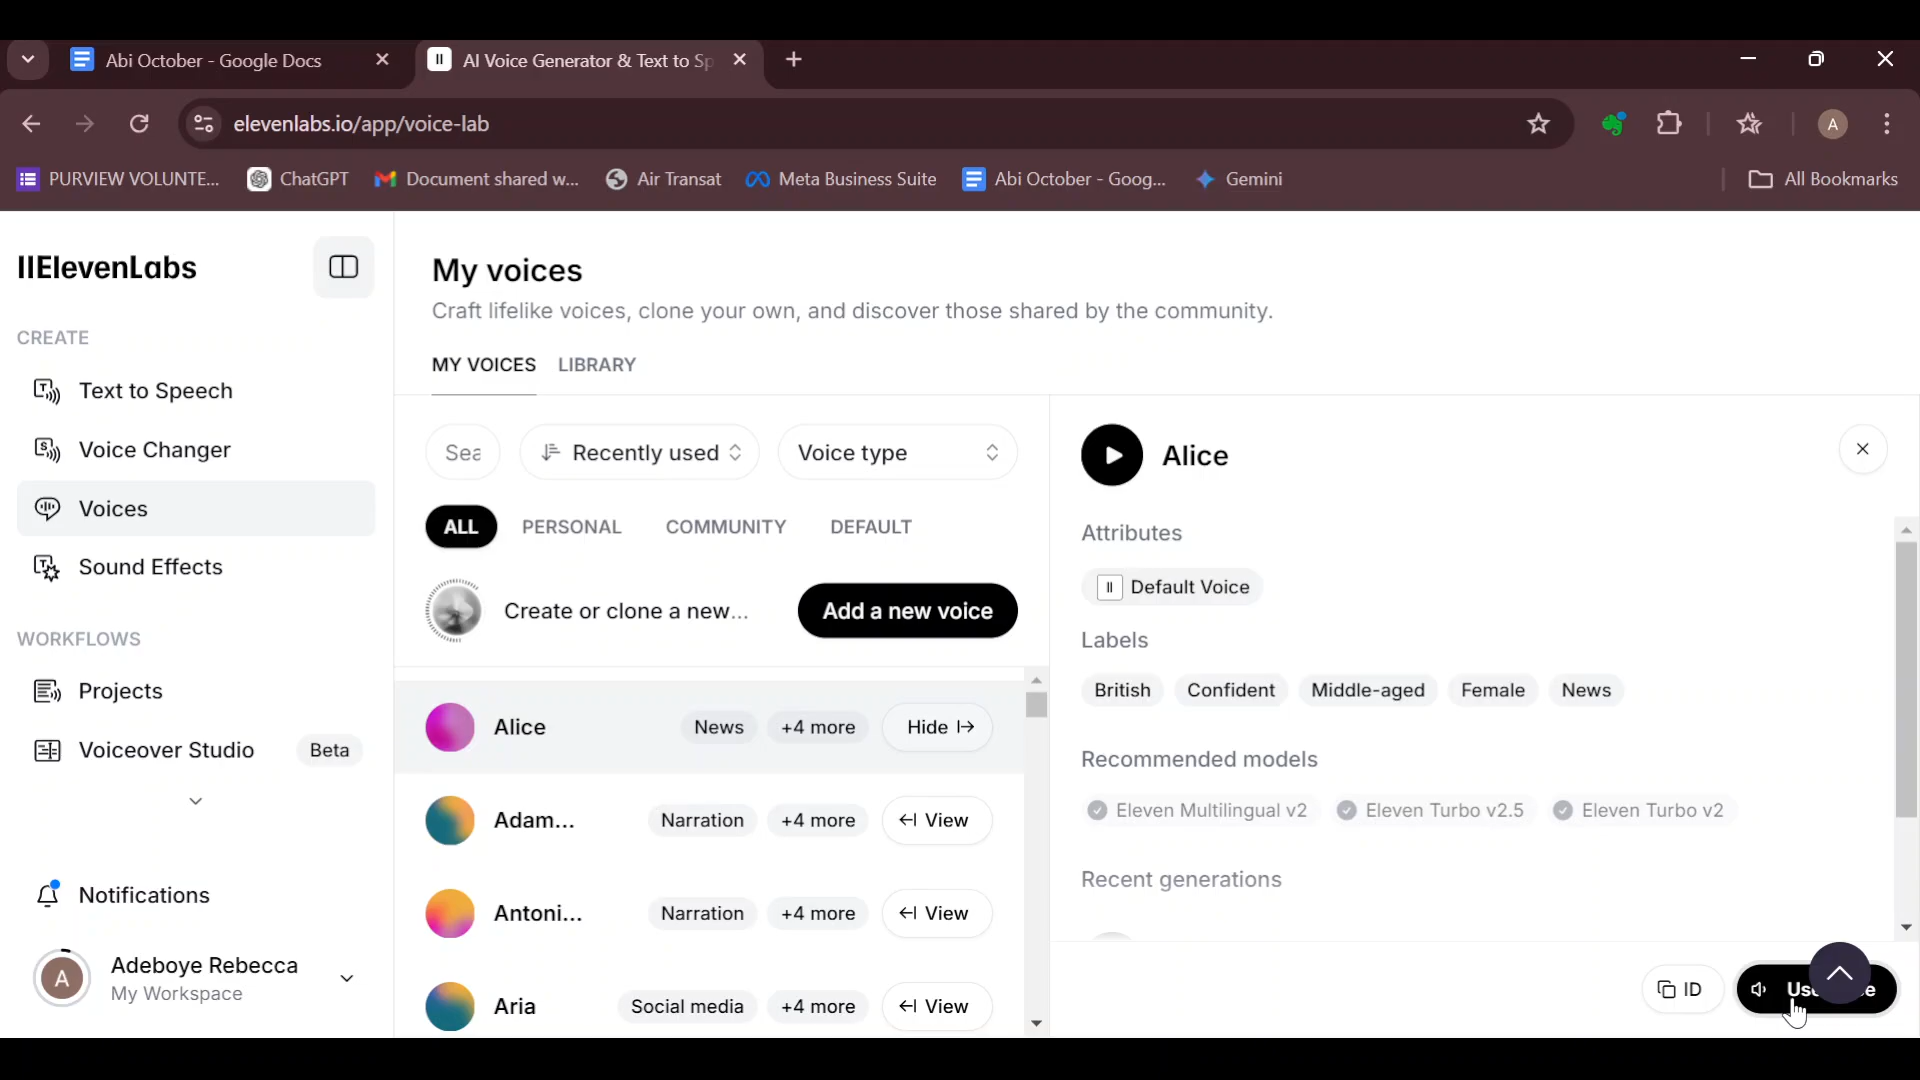 Abi October - Google Docs
AI Voice Generator & Text to Sp
elevenlabs.io/app/voice-lab
PURVIEW VOLUNTE...
ChatGPT
Document shared w...
Air Transat
Meta Business Suite
Abi October - Goog...
Gemini
All Bookmarks
A
IIElevenLabs
CREATE
Text to Speech
Voice Changer
Voices
Sound Effects
WORKFLOWS
Projects
Voiceover Studio
Beta
Notifications
A
Adeboye Rebecca
My Workspace
My voices
Craft lifelike voices, clone your own, and discover those shared by the community.
MY VOICES LIBRARY
Sea
Recently used
Voice type
ALL PERSONAL COMMUNITY DEFAULT
Create or clone a new...
Add a new voice
Alice News +4 more Hide
Adam... Narration +4 more View
Antoni... Narration +4 more View
Aria Social media +4 more View
Alice
Attributes
Default Voice
Labels
British Confident Middle-aged Female News
Recommended models
Eleven Multilingual v2 Eleven Turbo v2.5 Eleven Turbo v2
Recent generations
ID